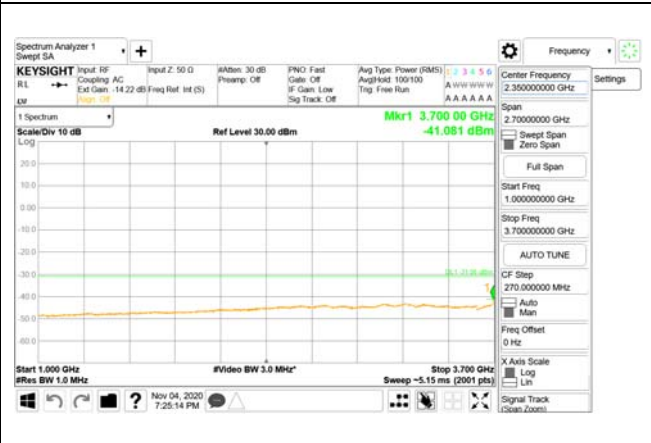 Spectrum Analyzer 1
Swept SA
Frequency
KEYSIGHT
Input: RF
Input Z: 50 Ω
#Atten: 30 dB
PNO: Fast
Avg Type: Power (RMS)
1 2 3 4 5 6
RL
Coupling: AC
Preamp: Off
Gate: Off
Avg|Hold: 100/100
A W W W W W
Ext Gain: -14.22 dB
Freq Ref: Int (S)
IF Gain: Low
Trig: Free Run
Align: Off
Sig Track: Off
A A A A A A
1 Spectrum
Mkr1 3.700 00 GHz
Scale/Div 10 dB
Ref Level 30.00 dBm
-41.081 dBm
Log
20.0
10.0
0.00
-10.0
-20.0
-30.0
-40.0
-50.0
-60.0
1
Start 1.000 GHz
#Video BW 3.0 MHz*
Stop 3.700 GHz
#Res BW 1.0 MHz
Sweep ~5.15 ms (2001 pts)
Nov 04, 2020
7:25:14 PM
Center Frequency
2.350000000 GHz
Settings
Span
2.70000000 GHz
Swept Span
Zero Span
Full Span
Start Freq
1.000000000 GHz
Stop Freq
3.700000000 GHz
AUTO TUNE
CF Step
270.000000 MHz
Auto
Man
Freq Offset
0 Hz
X Axis Scale
Log
Lin
Signal Track
(Span Zoom)